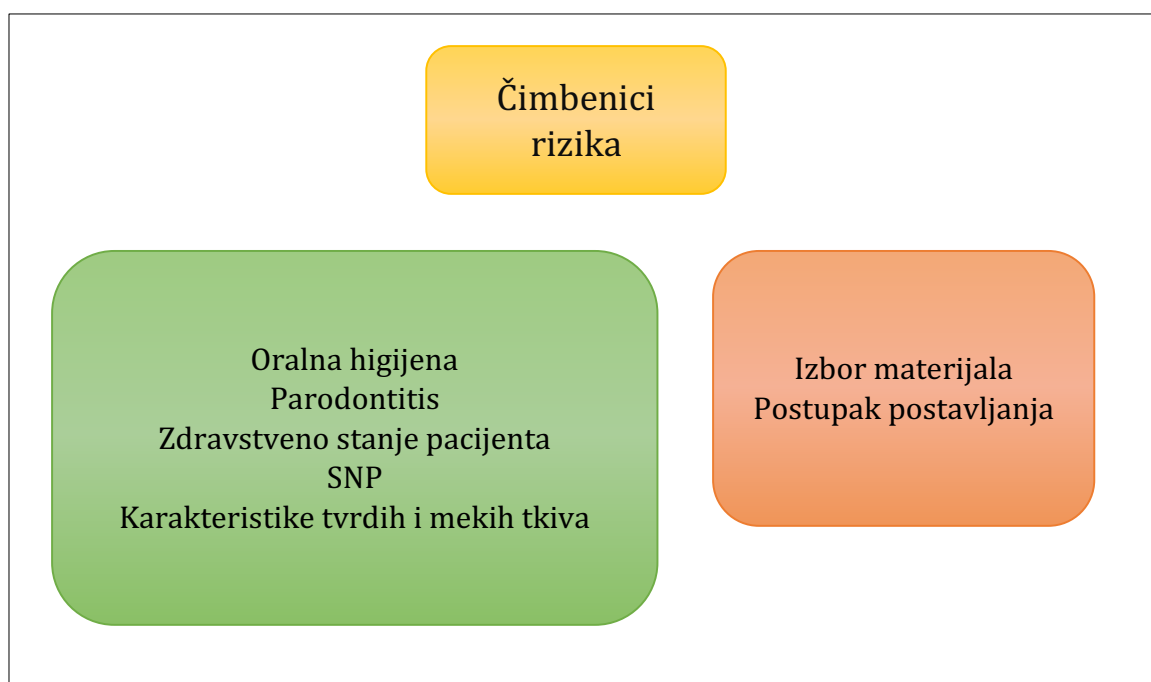 Čimbenici
rizika
Oralna higijena
Parodontitis
Zdravstveno stanje pacijenta
SNP
Karakteristike tvrdih i mekih tkiva
Izbor materijala
Postupak postavljanja